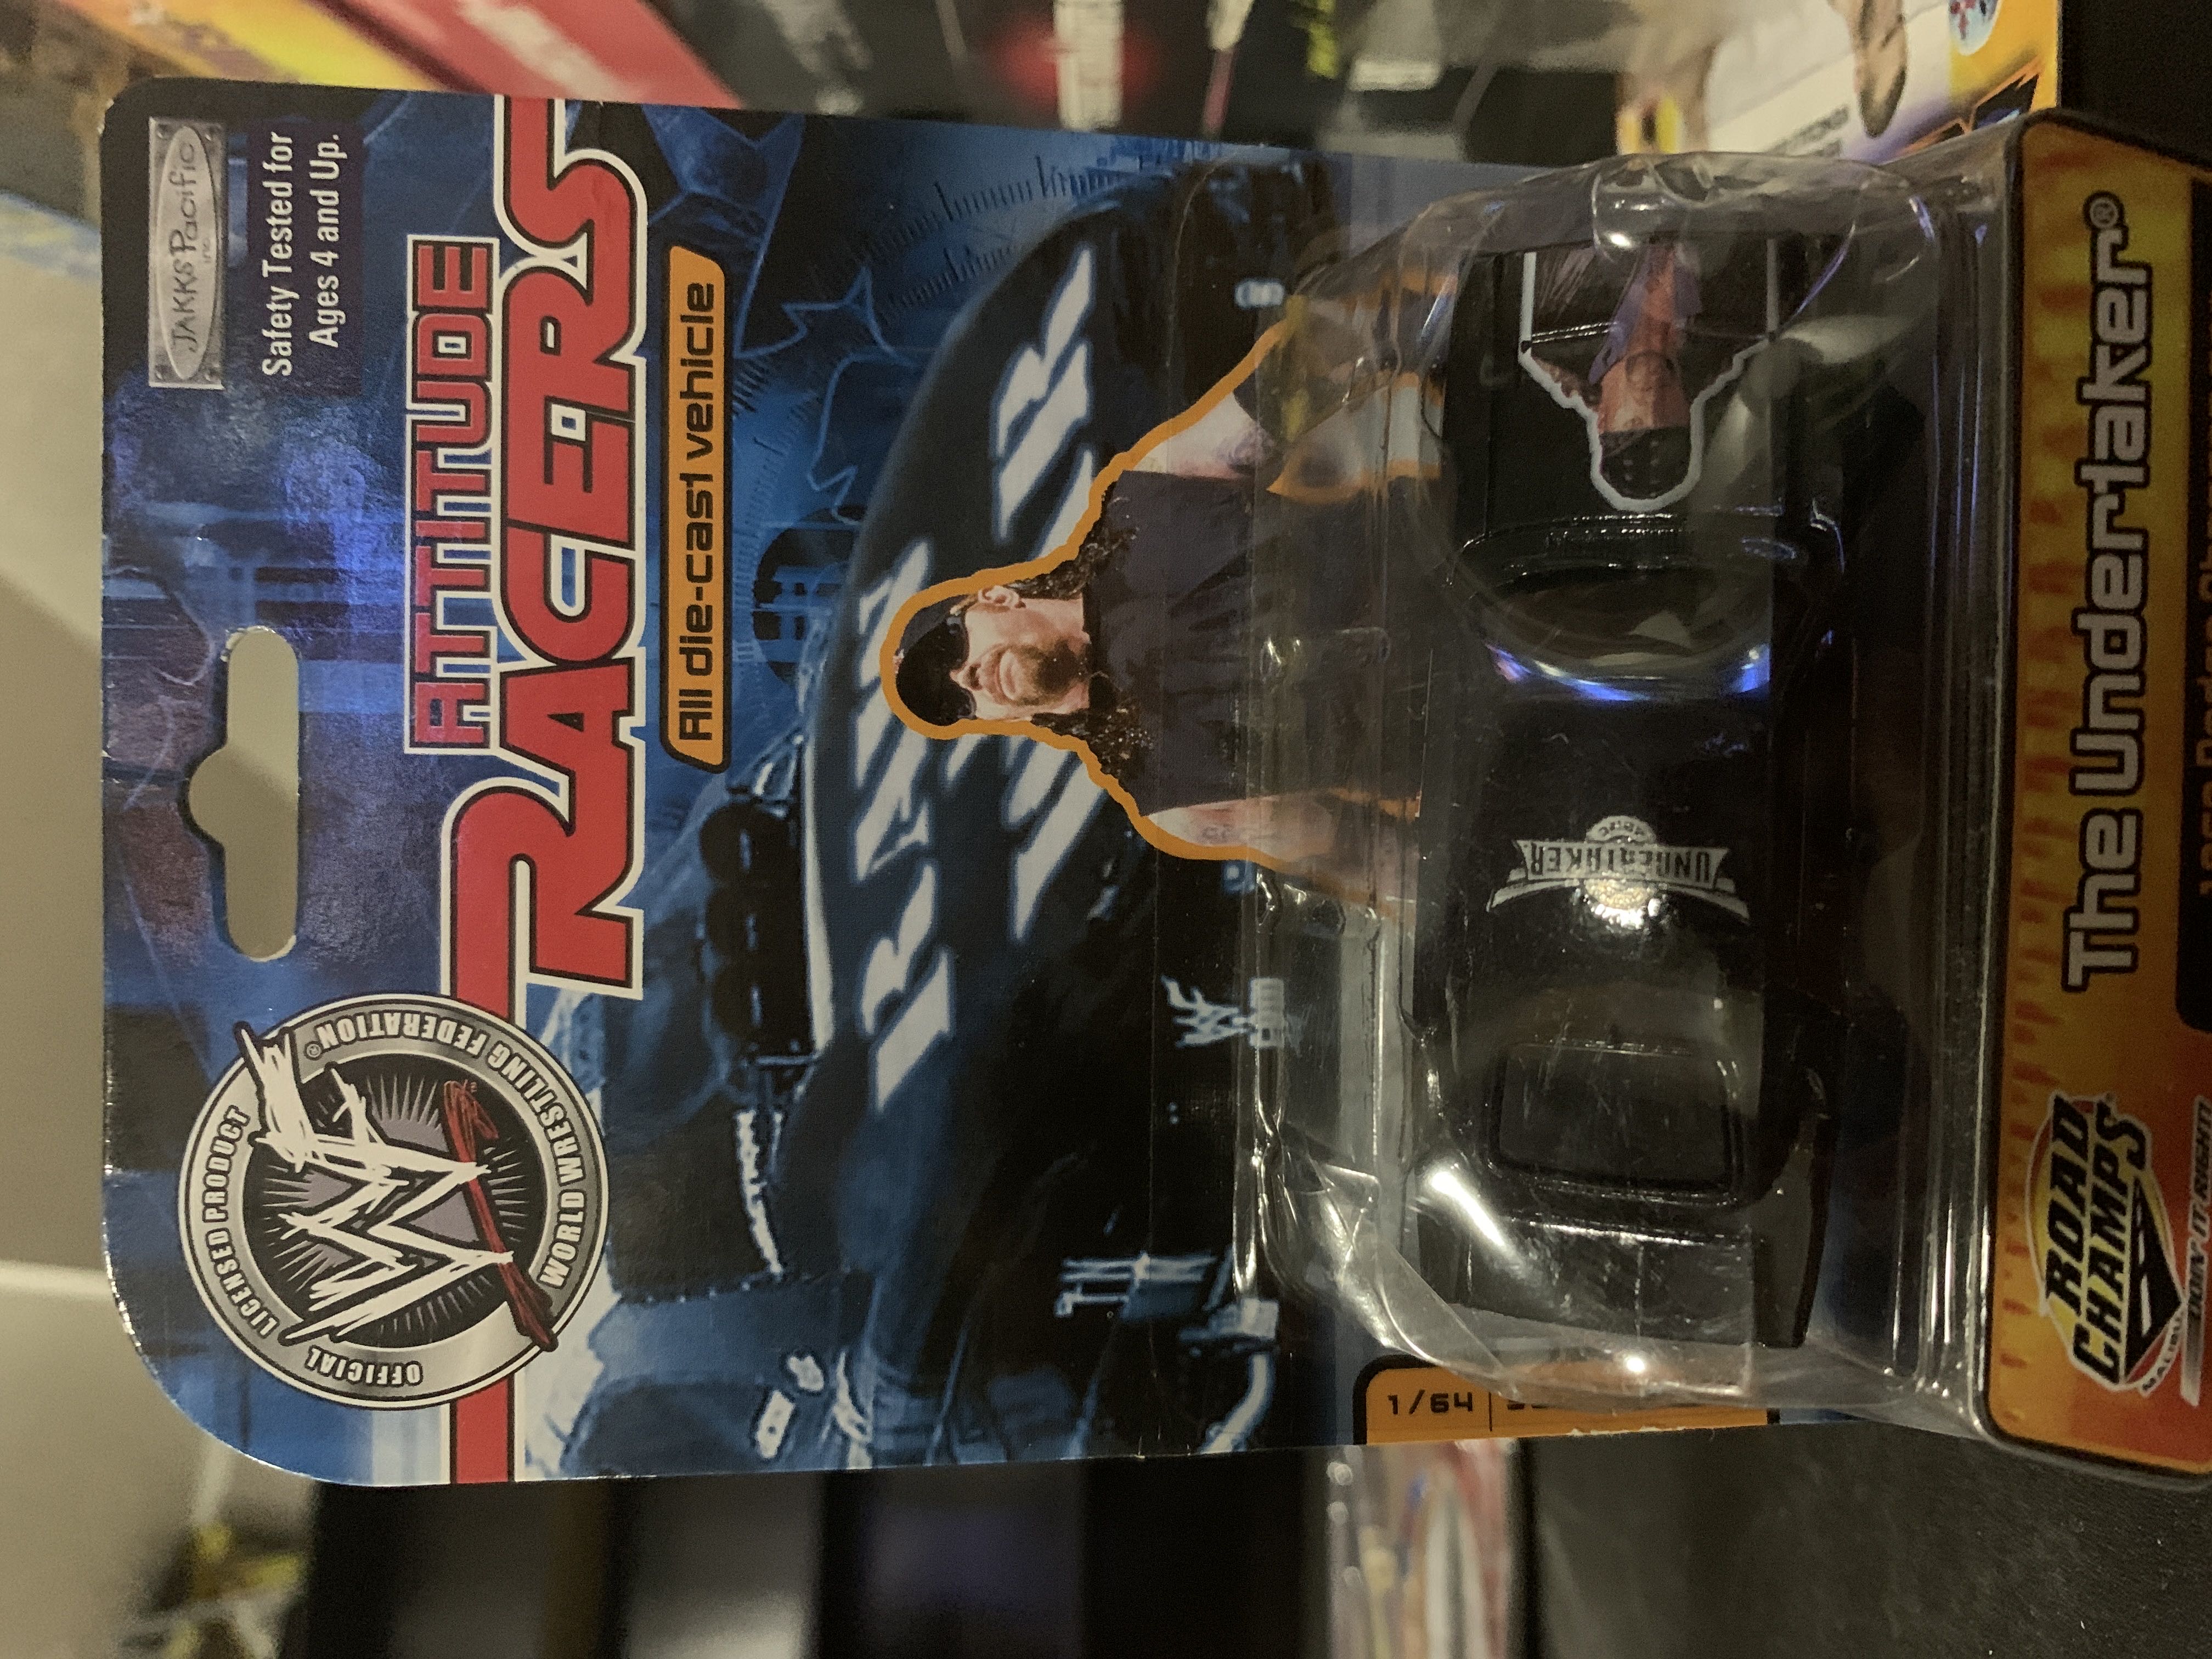 JAKKS Pacific
INC.
Safety Tested for
Ages 4 and Up.
OFFICIAL LICENSED PRODUCT
WORLD WRESTLING FEDERATION®
ATTITUDE
RACERS
All die-cast vehicle
UNDERTAKER
1/64
ROAD
CHAMPS
The Undertaker®